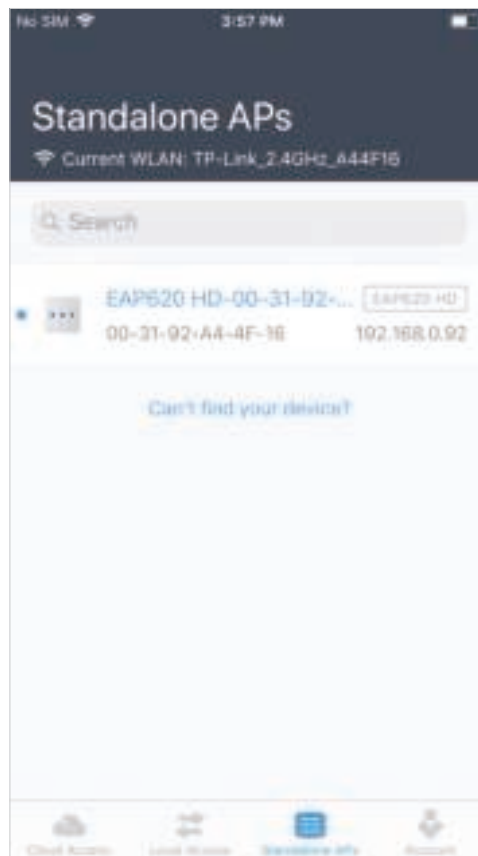 No SIM 3:57 PM
Standalone APs
Current WLAN: TP-Link_2.4GHz_A44F16
Search
EAP620 HD-00-31-92-... EAP620 HD
00-31-92-A4-4F-16 192.168.0.92
Can't find your device?
Cloud Access Local Access Standalone APs Account